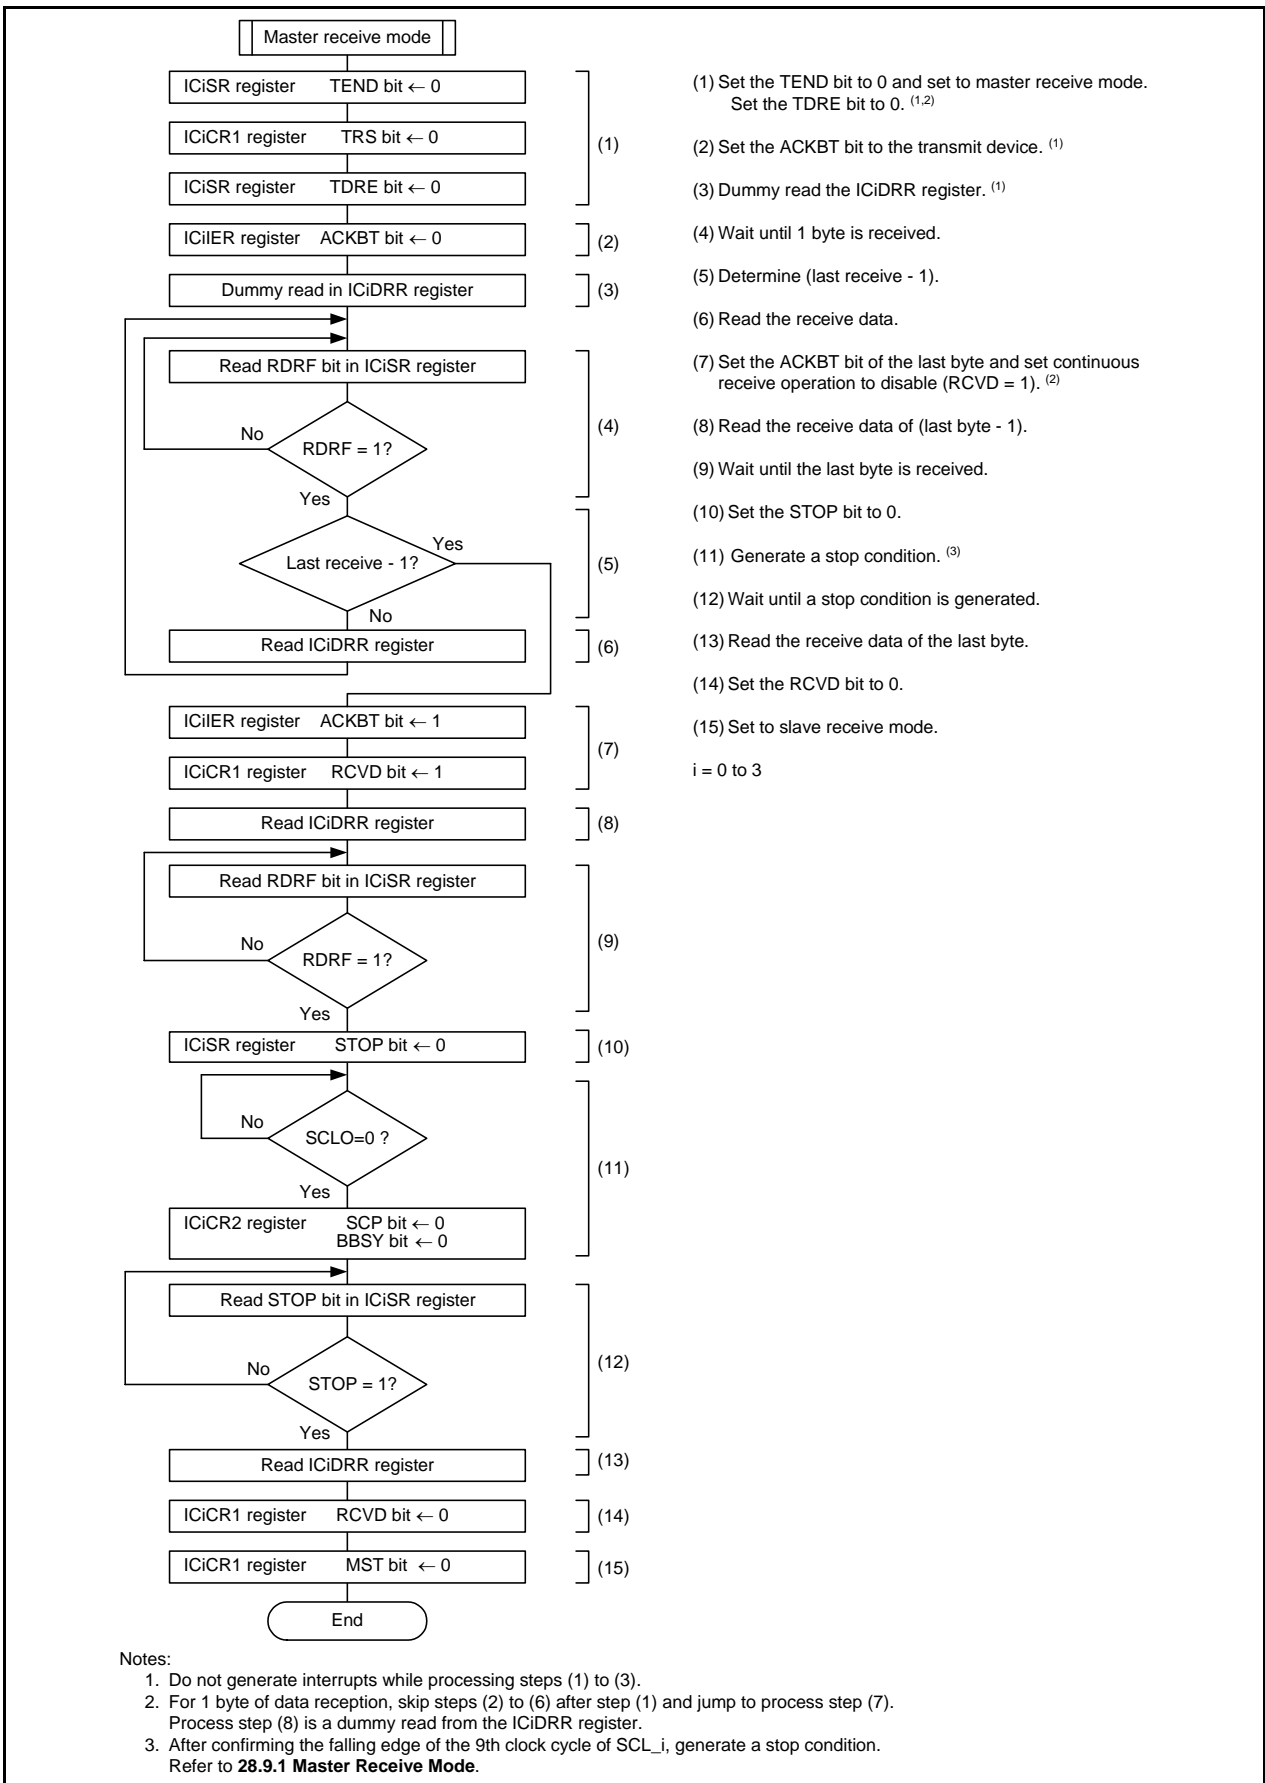 Master receive mode
ICiSR register TEND bit ← 0
ICiCR1 register TRS bit ← 0
(1)
ICiSR register TDRE bit ← 0
ICiIER register ACKBT bit ← 0
(2)
Dummy read in ICiDRR register
(3)
Read RDRF bit in ICiSR register
No
RDRF = 1?
(4)
Yes
Last receive - 1?
Yes
(5)
No
Read ICiDRR register
(6)
ICiIER register ACKBT bit ← 1
(7)
ICiCR1 register RCVD bit ← 1
Read ICiDRR register
(8)
Read RDRF bit in ICiSR register
No
RDRF = 1?
(9)
Yes
ICiSR register STOP bit ← 0
(10)
No
SCLO=0 ?
(11)
Yes
ICiCR2 register SCP bit ← 0
BBSY bit ← 0
Read STOP bit in ICiSR register
No
STOP = 1?
(12)
Yes
Read ICiDRR register
(13)
ICiCR1 register RCVD bit ← 0
(14)
ICiCR1 register MST bit ← 0
(15)
End
(1) Set the TEND bit to 0 and set to master receive mode.
Set the TDRE bit to 0. (1,2)
(2) Set the ACKBT bit to the transmit device. (1)
(3) Dummy read the ICiDRR register. (1)
(4) Wait until 1 byte is received.
(5) Determine (last receive - 1).
(6) Read the receive data.
(7) Set the ACKBT bit of the last byte and set continuous
receive operation to disable (RCVD = 1). (2)
(8) Read the receive data of (last byte - 1).
(9) Wait until the last byte is received.
(10) Set the STOP bit to 0.
(11) Generate a stop condition. (3)
(12) Wait until a stop condition is generated.
(13) Read the receive data of the last byte.
(14) Set the RCVD bit to 0.
(15) Set to slave receive mode.
i = 0 to 3
Notes:
1. Do not generate interrupts while processing steps (1) to (3).
2. For 1 byte of data reception, skip steps (2) to (6) after step (1) and jump to process step (7).
Process step (8) is a dummy read from the ICiDRR register.
3. After confirming the falling edge of the 9th clock cycle of SCL_i, generate a stop condition.
Refer to 28.9.1 Master Receive Mode.